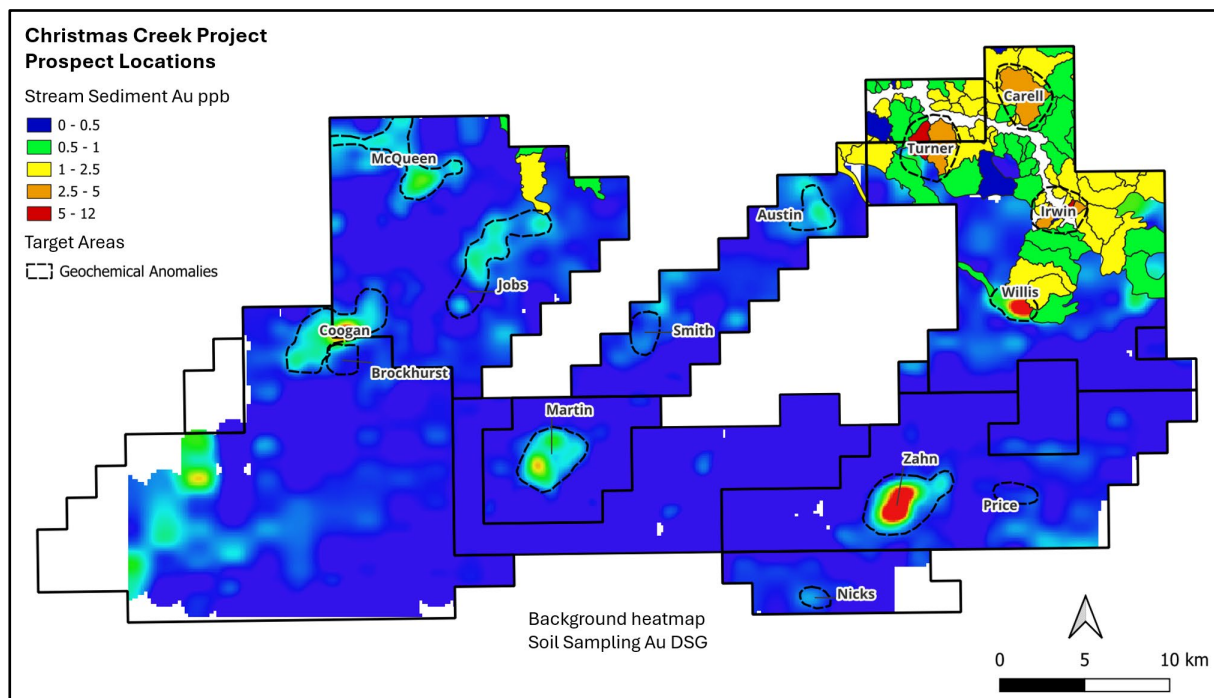 Christmas Creek Project
Prospect Locations
Stream Sediment Au ppb
0 - 0.5
0.5 - 1
1 - 2.5
2.5 - 5
5 - 12
Target Areas
Geochemical Anomalies
Carell
Turner
McQueen
Irwin
Austin
Jobs
Willis
Coogan
Smith
Brockhurst
Martin
Zahn
Price
Nicks
Background heatmap
Soil Sampling Au DSG
0 5 10 km